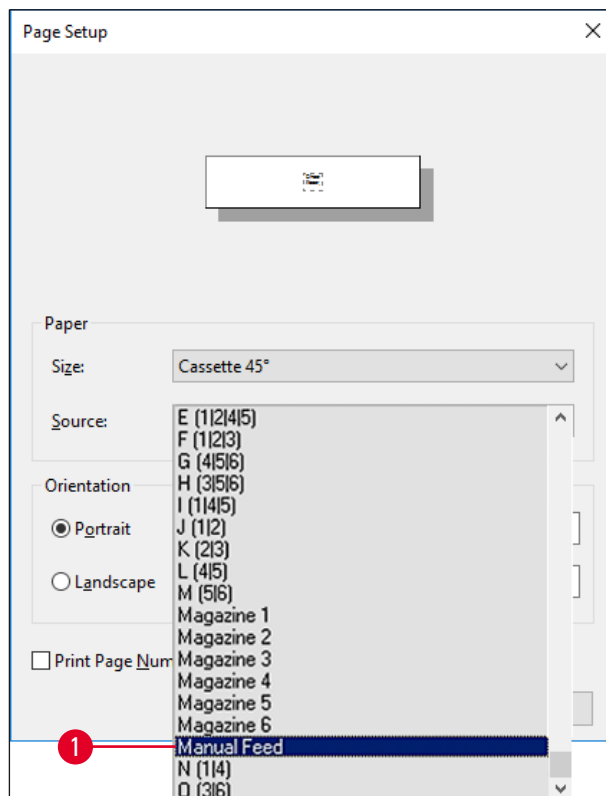 Page Setup
Paper
Size:
Cassette 45°
Source:
E (1|2|4|5)
F (1|2|3)
G (4|5|6)
H (3|5|6)
I (1|4|5)
J (1|2)
K (2|3)
L (4|5)
M (5|6)
Magazine 1
Magazine 2
Magazine 3
Magazine 4
Magazine 5
Magazine 6
Manual Feed
N (1|4)
O (3|6)
Orientation
Portrait
Landscape
Print Page Num
1